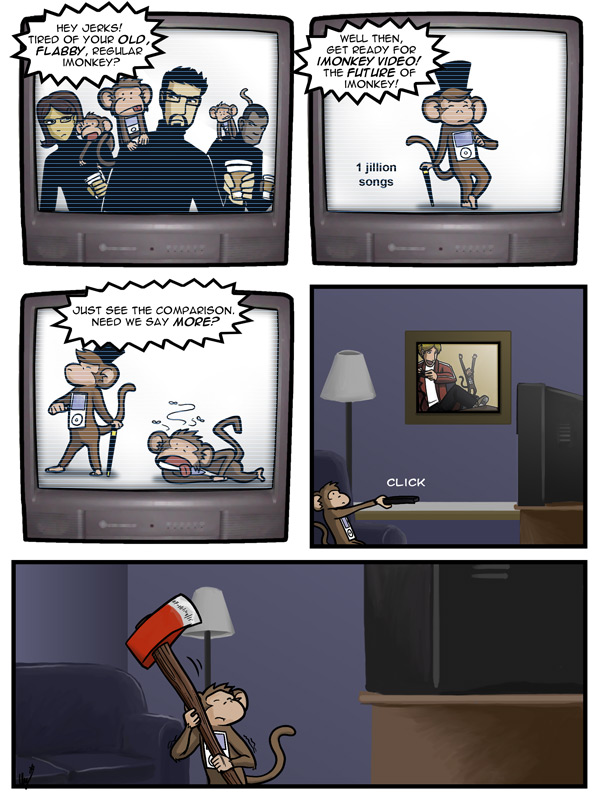 HEY JERKS!
TIRED OF YOUR OLD,
FLABBY, REGULAR
IMONKEY?
WELL THEN,
GET READY FOR
IMONKEY VIDEO!
THE FUTURE OF
IMONKEY!
1 jillion
songs
JUST SEE THE COMPARISON.
NEED WE SAY MORE?
CLICK